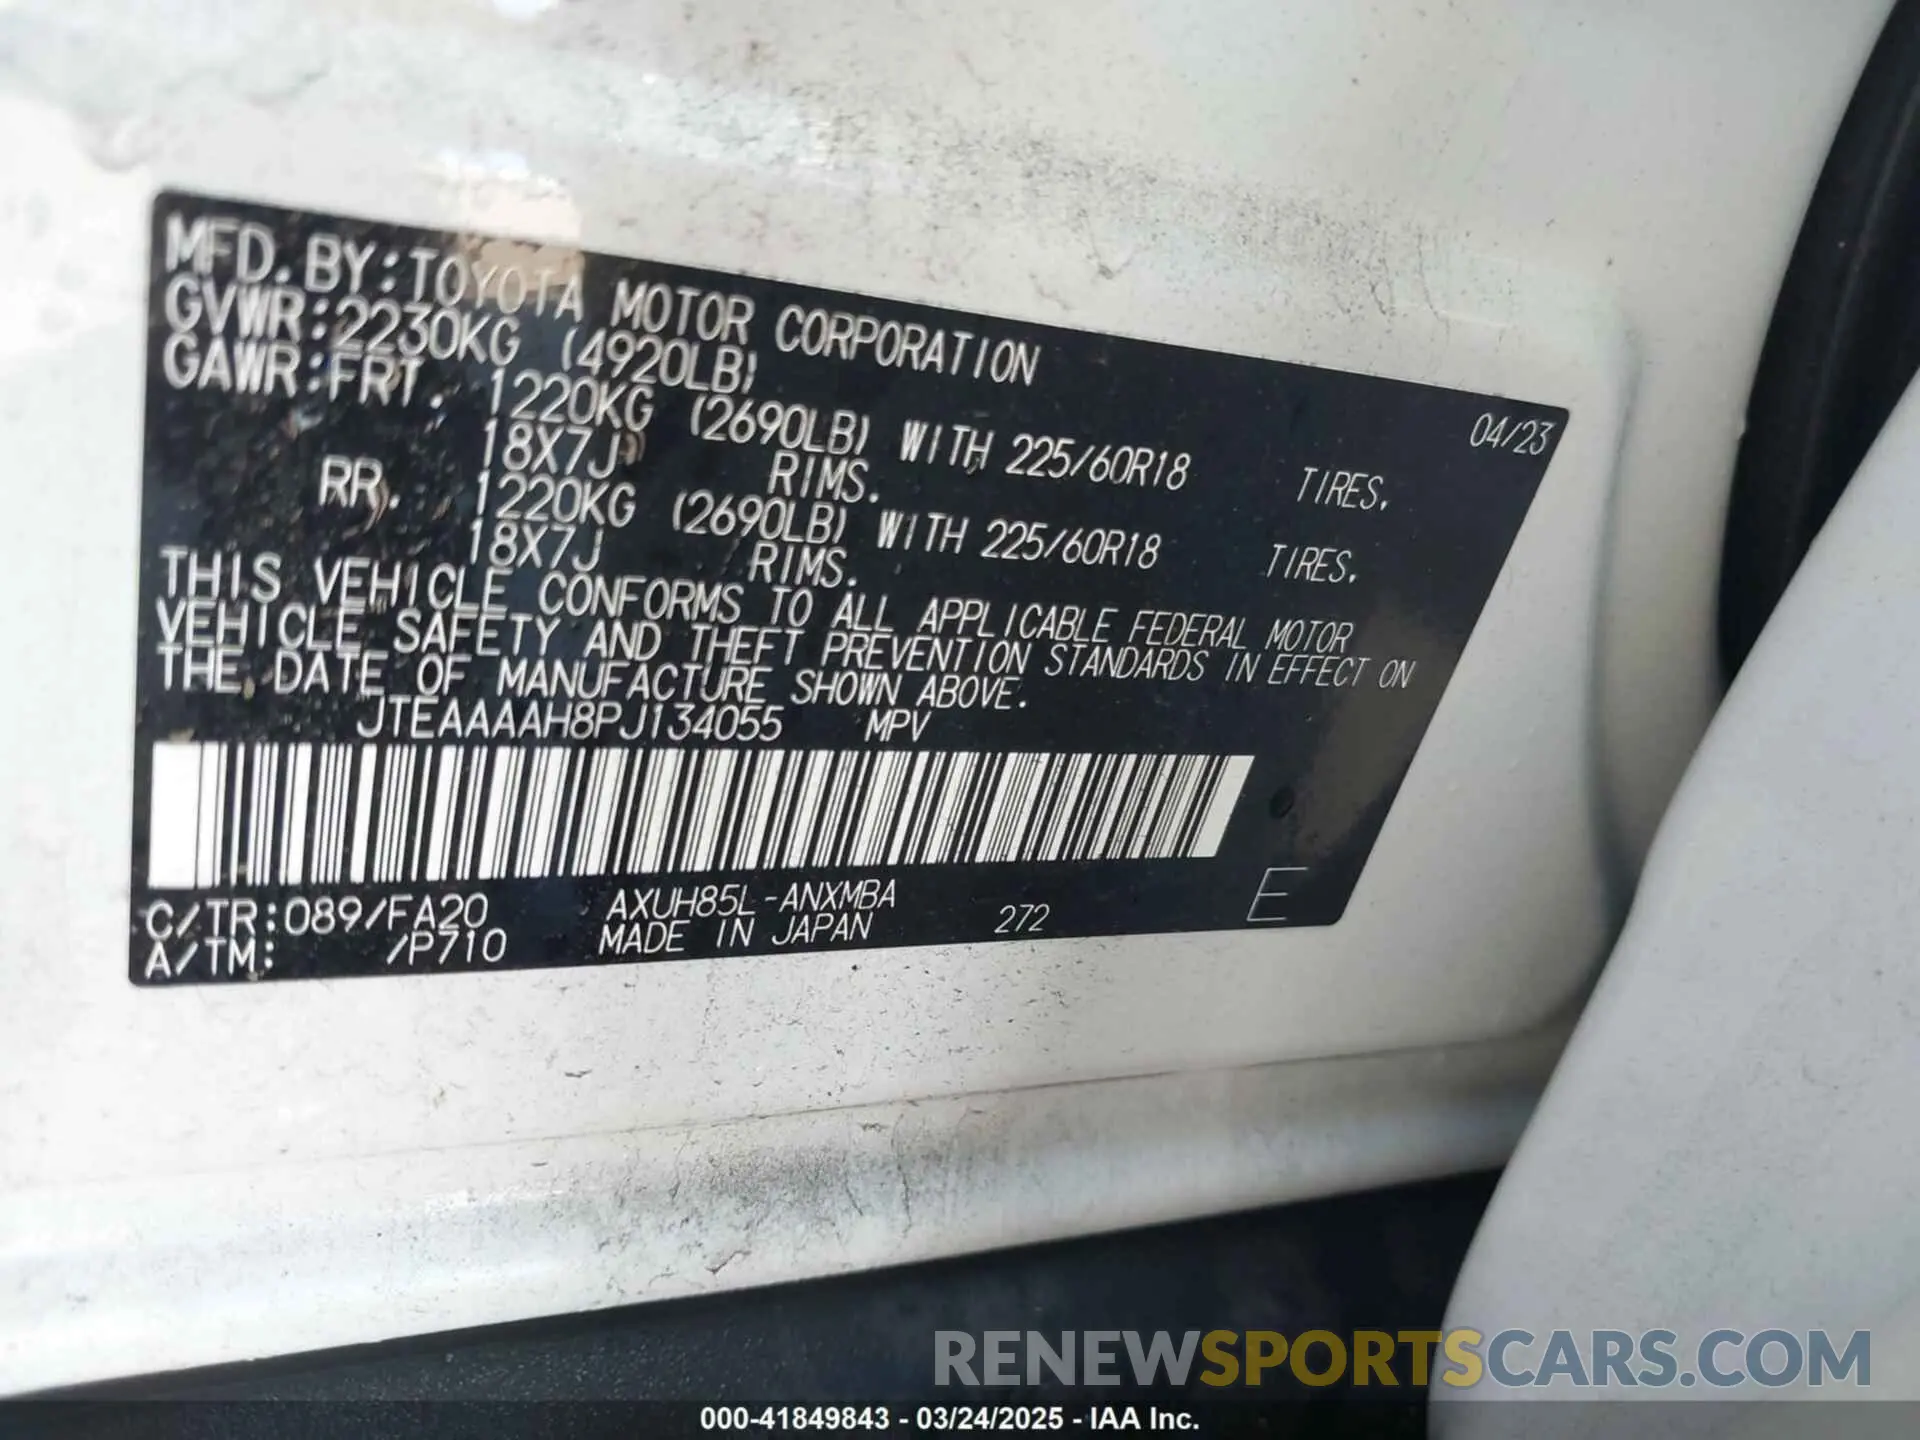 MFD. BY:TOYOTA MOTOR CORPORATION 04/23
GVWR:2230KG (4920LB)
GAWR:FRT. 1220KG (2690LB) WITH 225/60R18 TIRES,
18X7J RIMS.
RR. 1220KG (2690LB) WITH 225/60R18 TIRES,
18X7J RIMS.
THIS VEHICLE CONFORMS TO ALL APPLICABLE FEDERAL MOTOR
VEHICLE SAFETY AND THEFT PREVENTION STANDARDS IN EFFECT ON
THE DATE OF MANUFACTURE SHOWN ABOVE.
JTEAAAAH8PJ134055 MPV
C/TR:089/FA20 AXUH85L-ANXMBA 272 E
A/TM: /P710 MADE IN JAPAN
RENEWSPORTSCARS.COM
000-41849843 - 03/24/2025 - IAA Inc.